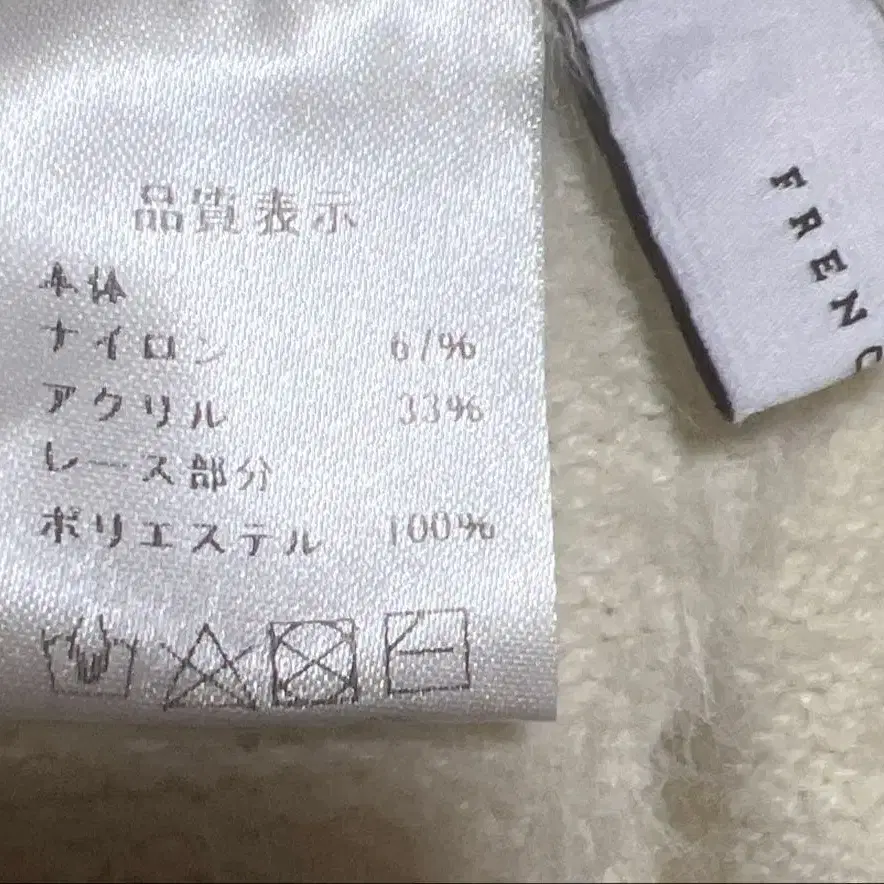 品質表示
本体
ナイロン 67%
アクリル 33%
レース部分
ポリエステル 100%
FRENC